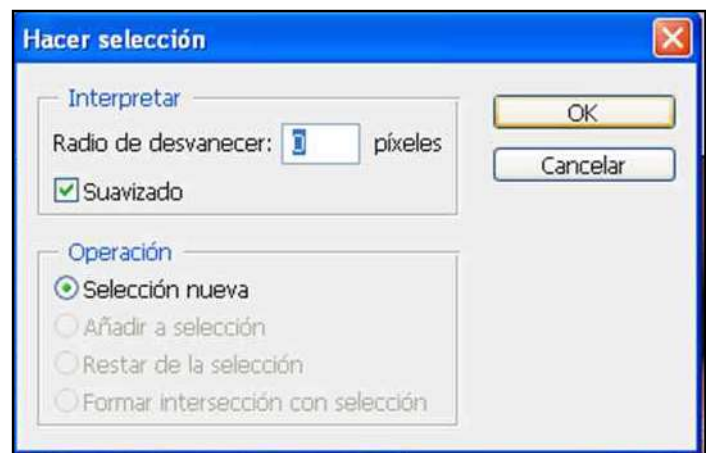 Hacer selección
Interpretar
Radio de desvanecer: 0 píxeles
Suavizado
OK
Cancelar
Operación
Selección nueva
Añadir a selección
Restar de la selección
Formar intersección con selección